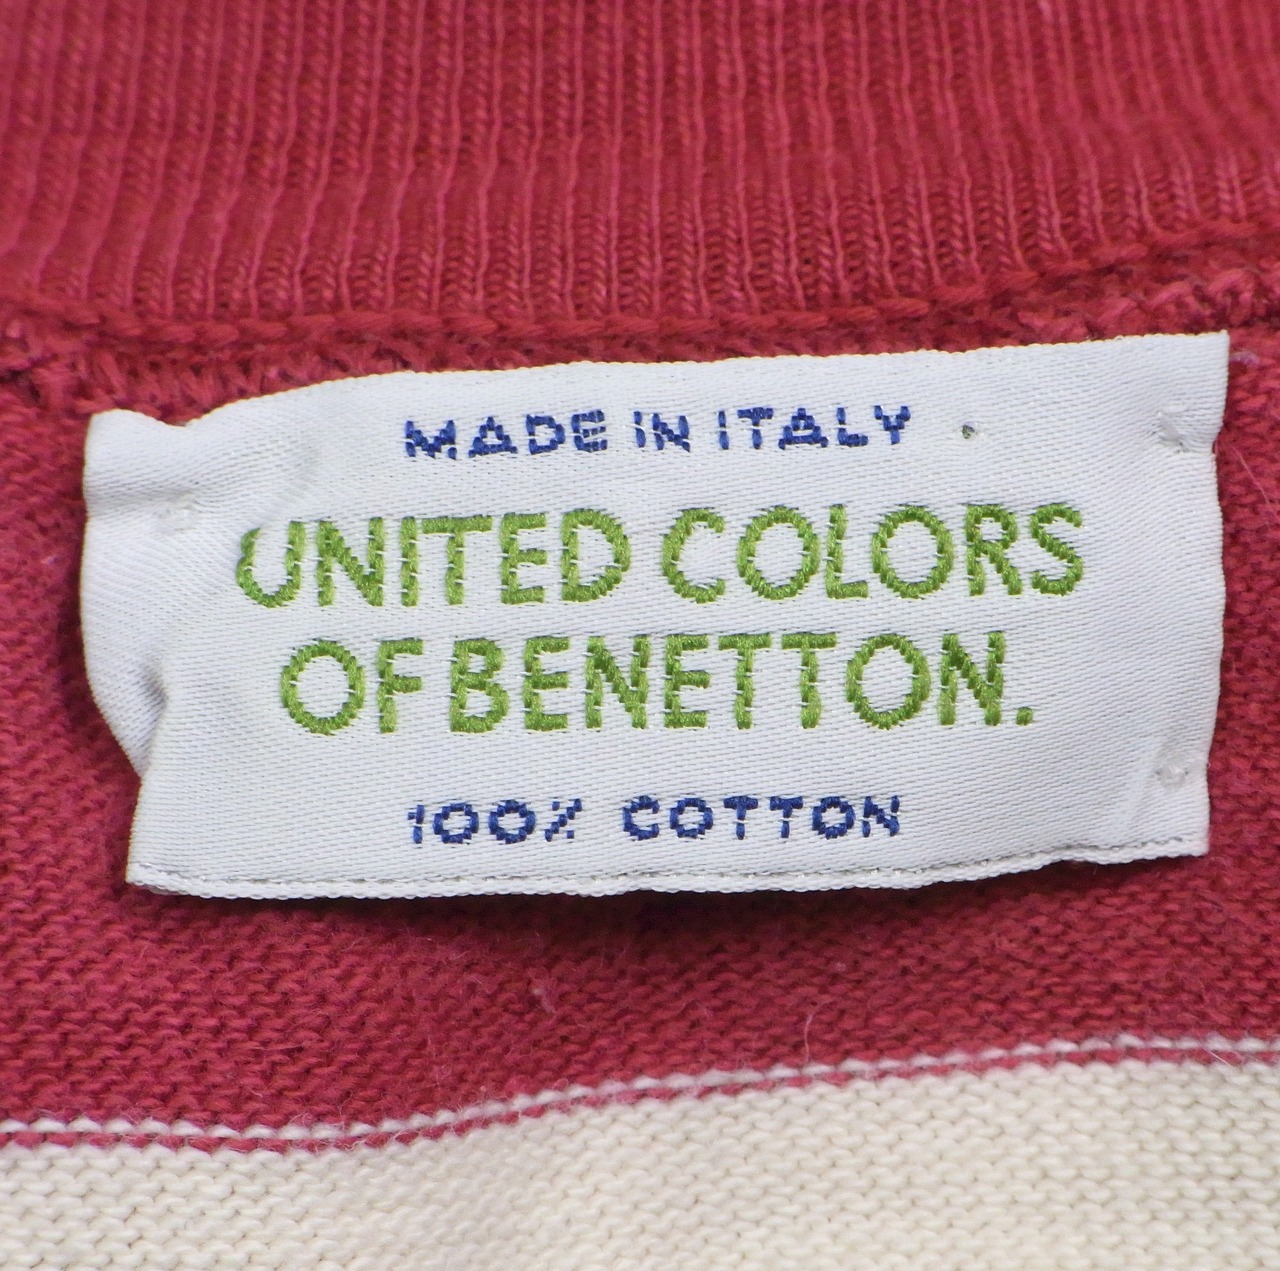 MADE IN ITALY
UNITED COLORS
OF BENETTON.
100% COTTON